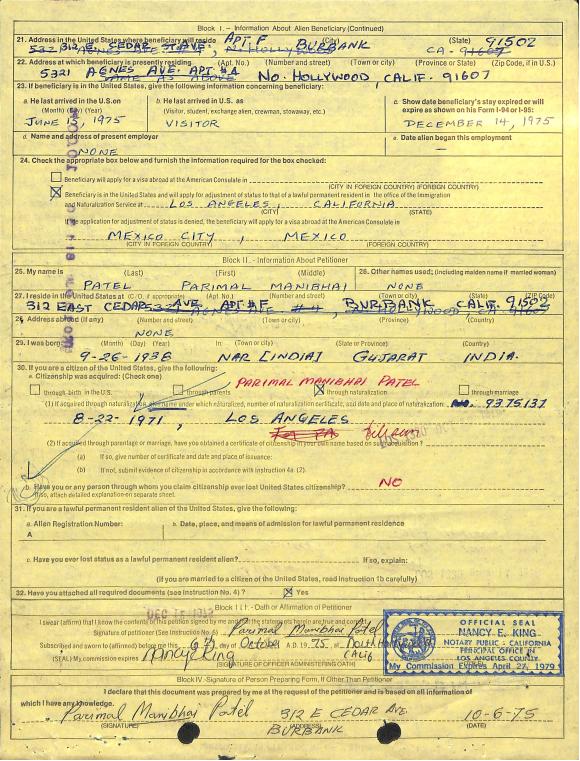 Block I. – Information About Alien Beneficiary (Continued)
21. Address in the United States where beneficiary will reside (City) (State)
312 E. CEDAR ST. AVE. APT F BURBANK 91502
532 AGNES AVE. # 4, N. HOLLYWOOD CA - 91607
22. Address at which beneficiary is presently residing (Apt. No.) (Number and street) (Town or city) (Province or State) (Zip Code, if in U.S.)
5321 AGNES AVE. APT #4 NO. HOLLYWOOD CALIF. 91607
SAME AS ABOVE
23. If beneficiary is in the United States, give the following information concerning beneficiary:
a. He last arrived in the U.S. on (Month) (Day) (Year)
JUNE 15, 1975
b. He last arrived in U.S. as
(Visitor, student, exchange alien, crewman, stowaway, etc.)
VISITOR
c. Show date beneficiary's stay expired or will expire as shown on his Form I-94 or I-95:
DECEMBER 14, 1975
d. Name and address of present employer
NONE
e. Date alien began this employment
—
24. Check the appropriate box below and furnish the information required for the box checked:
Beneficiary will apply for a visa abroad at the American Consulate in
(CITY IN FOREIGN COUNTRY) (FOREIGN COUNTRY)
Beneficiary is in the United States and will apply for adjustment of status to that of a lawful permanent resident in the office of the Immigration
and Naturalization Service at LOS ANGELES, CALIFORNIA
(CITY) (STATE)
If the application for adjustment of status is denied, the beneficiary will apply for a visa abroad at the American Consulate in
MEXICO CITY, MEXICO
(CITY IN FOREIGN COUNTRY) (FOREIGN COUNTRY)
Block II. - Information About Petitioner
25. My name is (Last) (First) (Middle)
PATEL PARIMAL MANIBHAI
26. Other names used; (including maiden name if married woman)
NONE
27. I reside in the United States at (C/O, if appropriate) (Apt. No.) (Number and street) (Town or city) (State) (ZIP Code)
312 EAST CEDAR AVE APT # F, BURBANK CALIF. 91502
28. Address abroad (if any) (Number and street) (Town or city) (Province) (Country)
NONE
29. I was born: (Month) (Day) (Year) In: (Town or city) (State or Province) (Country)
9-26-1938 NAR [INDIA] GUJARAT INDIA.
30. If you are a citizen of the United States, give the following:
a. Citizenship was acquired: (Check one) PARIMAL MANIBHAI PATEL
through birth in the U.S. through parents through naturalization through marriage
(1) If acquired through naturalization, give name under which naturalized, number of naturalization certificate, and date and place of naturalization: No. 9375137
8-22-1971, LOS ANGELES
(2) If acquired through parentage or marriage, have you obtained a certificate of citizenship in your own name based on such acquisition?
(a) If so, give number of certificate and date and place of issuance:
(b) If not, submit evidence of citizenship in accordance with instruction 4a (2).
b. Have you or any person through whom you claim citizenship ever lost United States citizenship? NO
If so, attach detailed explanation on separate sheet.
31. If you are a lawful permanent resident alien of the United States, give the following:
a. Alien Registration Number: b. Date, place, and means of admission for lawful permanent residence
A
c. Have you ever lost status as a lawful permanent resident alien? If so, explain:
(If you are married to a citizen of the United States, read Instruction 1b carefully)
32. Have you attached all required documents (see Instruction No. 4) ? Yes
Block III. - Oath or Affirmation of Petitioner
I swear (affirm) that I know the contents of this petition signed by me and that the statements herein are true and correct.
Signature of petitioner (See Instruction No. 6) Parimal Manibhai Patel
Subscribed and sworn to (affirmed) before me this 6th day of October A.D. 19 75, at North Hollywood CALIF
(SEAL) My commission expires Nancy E King
(SIGNATURE OF OFFICER ADMINISTERING OATH)
OFFICIAL SEAL
NANCY E. KING
NOTARY PUBLIC - CALIFORNIA
PRINCIPAL OFFICE IN
LOS ANGELES COUNTY
My Commission Expires April 27, 1979
Block IV. -Signature of Person Preparing Form, If Other Than Petitioner
I declare that this document was prepared by me at the request of the petitioner and is based on all information of
which I have any knowledge.
Parimal Manibhai Patel 312 E CEDAR AVE. 10-6-75
(SIGNATURE) (ADDRESS) (DATE)
BURBANK